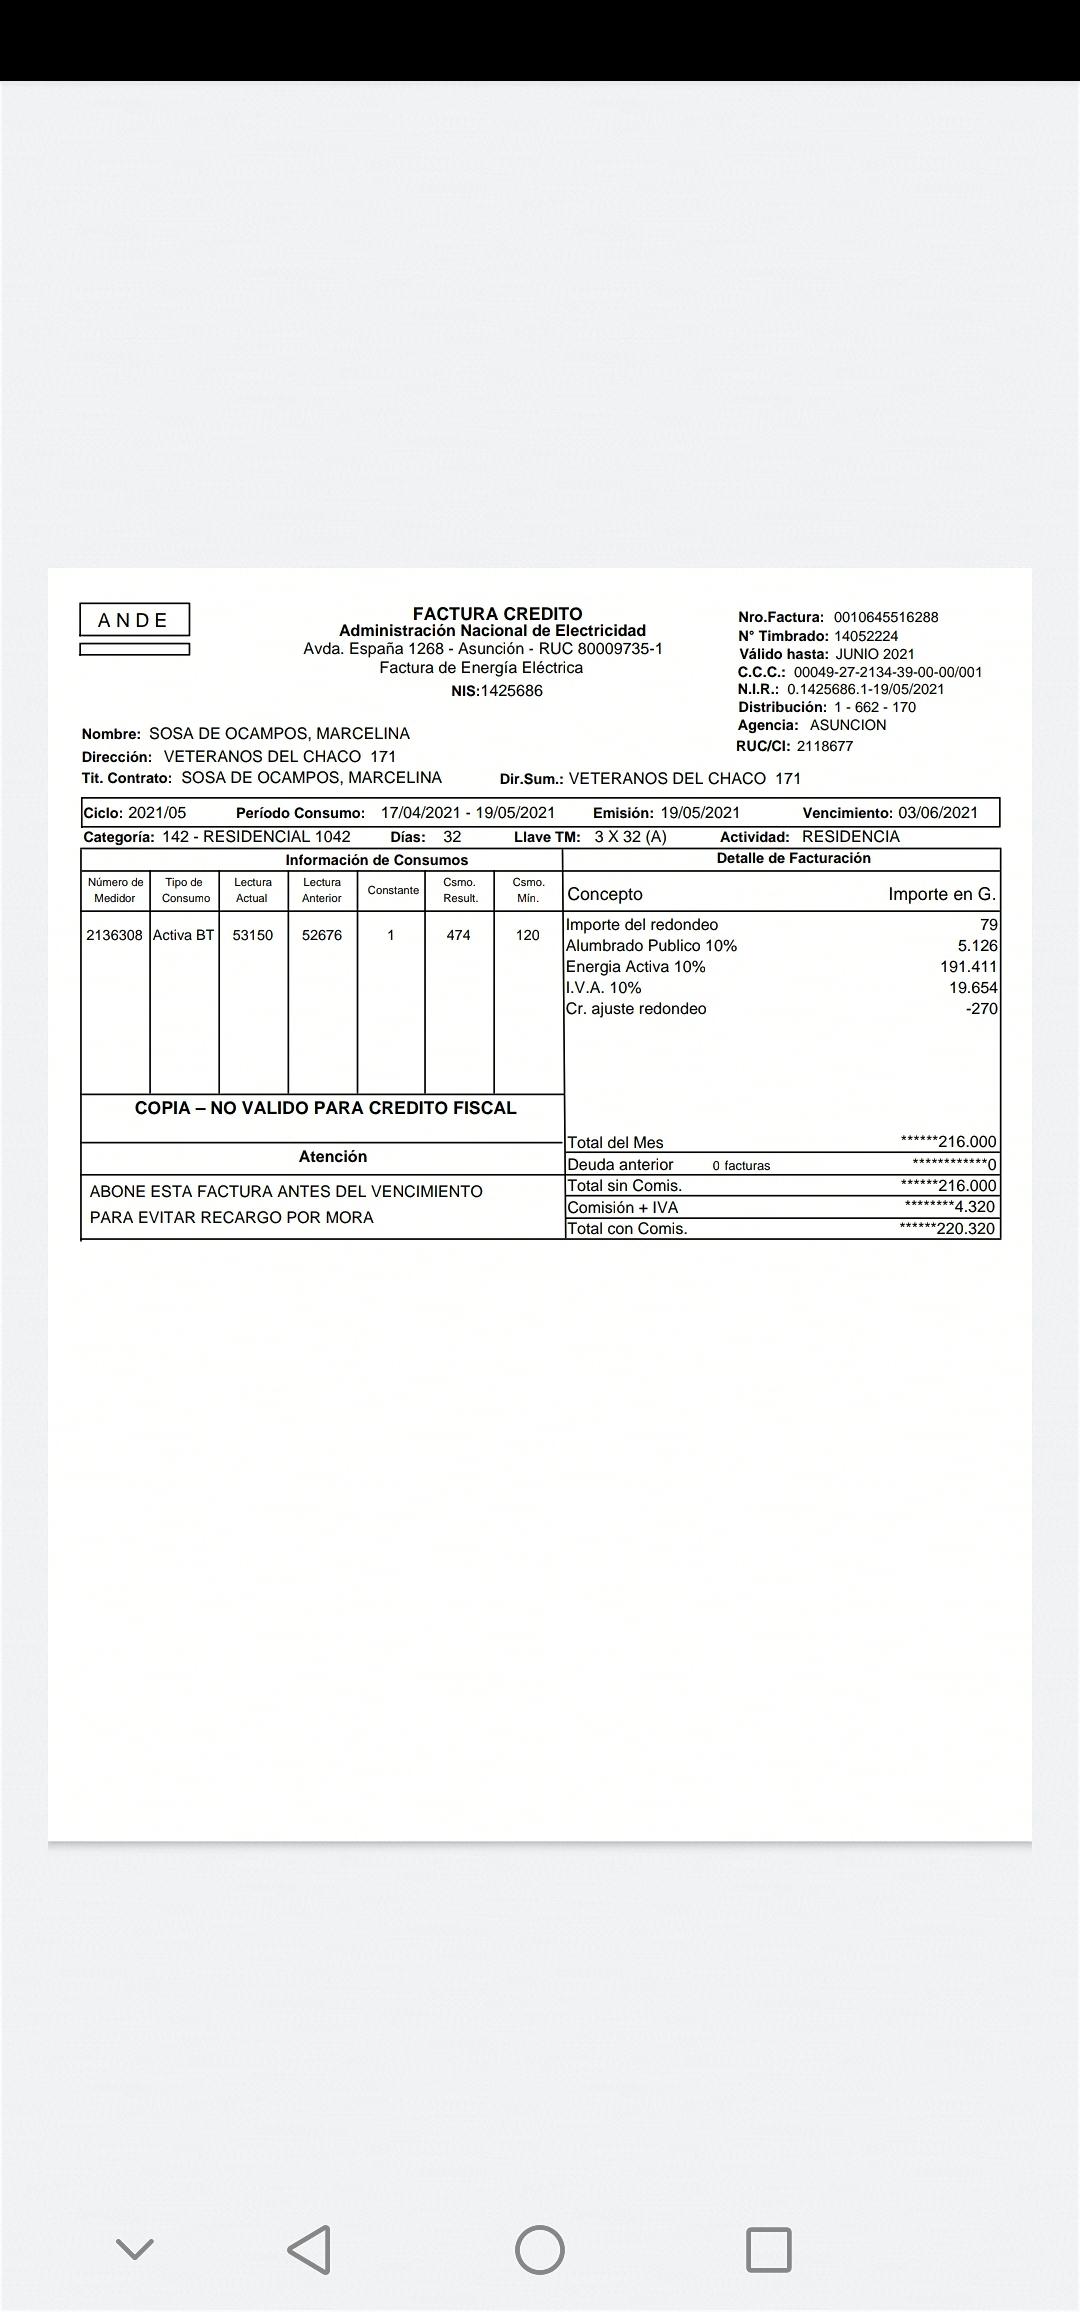 ANDE
FACTURA CREDITO
Administración Nacional de Electricidad
Avda. España 1268 - Asunción - RUC 80009735-1
Factura de Energía Eléctrica
NIS:1425686
Nro.Factura: 0010645516288
N° Timbrado: 14052224
Válido hasta: JUNIO 2021
C.C.C.: 00049-27-2134-39-00-00/001
N.I.R.: 0.1425686.1-19/05/2021
Distribución: 1 - 662 - 170
Agencia: ASUNCION
RUC/CI: 2118677
Nombre: SOSA DE OCAMPOS, MARCELINA
Dirección: VETERANOS DEL CHACO 171
Tit. Contrato: SOSA DE OCAMPOS, MARCELINA Dir.Sum.: VETERANOS DEL CHACO 171
Ciclo: 2021/05 Período Consumo: 17/04/2021 - 19/05/2021 Emisión: 19/05/2021 Vencimiento: 03/06/2021
Categoría: 142 - RESIDENCIAL 1042 Días: 32 Llave TM: 3 X 32 (A) Actividad: RESIDENCIA
Información de Consumos
Número de Medidor Tipo de Consumo Lectura Actual Lectura Anterior Constante Csmo. Result. Csmo. Mín.
2136308 Activa BT 53150 52676 1 474 120
COPIA – NO VALIDO PARA CREDITO FISCAL
Atención
ABONE ESTA FACTURA ANTES DEL VENCIMIENTO
PARA EVITAR RECARGO POR MORA
Detalle de Facturación
Concepto Importe en G.
Importe del redondeo 79
Alumbrado Publico 10% 5.126
Energia Activa 10% 191.411
I.V.A. 10% 19.654
Cr. ajuste redondeo -270
Total del Mes ******216.000
Deuda anterior 0 facturas ************0
Total sin Comis. ******216.000
Comisión + IVA ********4.320
Total con Comis. ******220.320